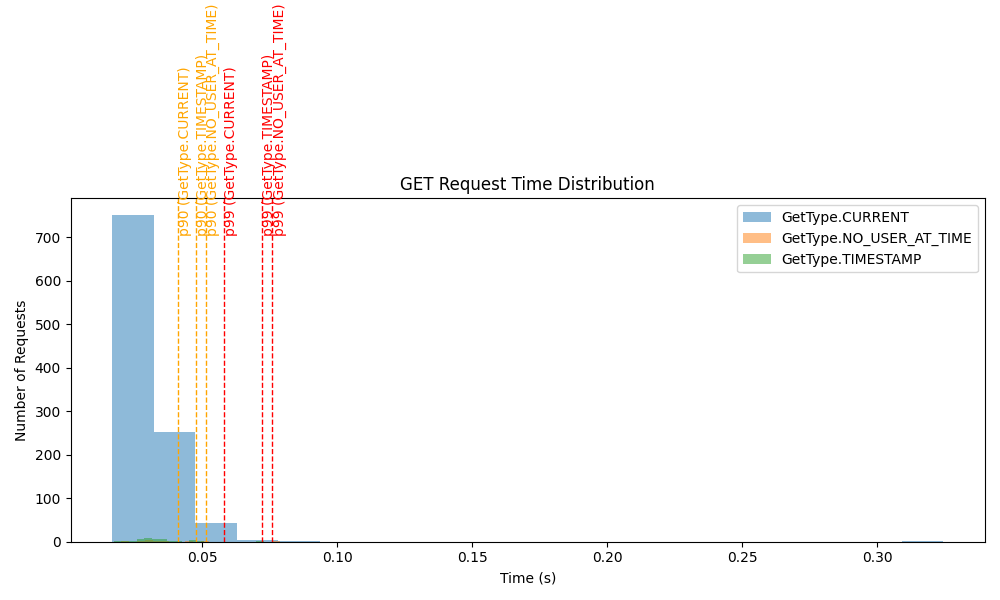 p90 (GetType.CURRENT)
p90 (GetType.TIMESTAMP)
p90 (GetType.NO_USER_AT_TIME)
p99 (GetType.CURRENT)
p99 (GetType.TIMESTAMP)
p99 (GetType.NO_USER_AT_TIME)
GET Request Time Distribution
GetType.CURRENT
GetType.NO_USER_AT_TIME
GetType.TIMESTAMP
Number of Requests
700
600
500
400
300
200
100
0
0.05
0.10
0.15
0.20
0.25
0.30
Time (s)